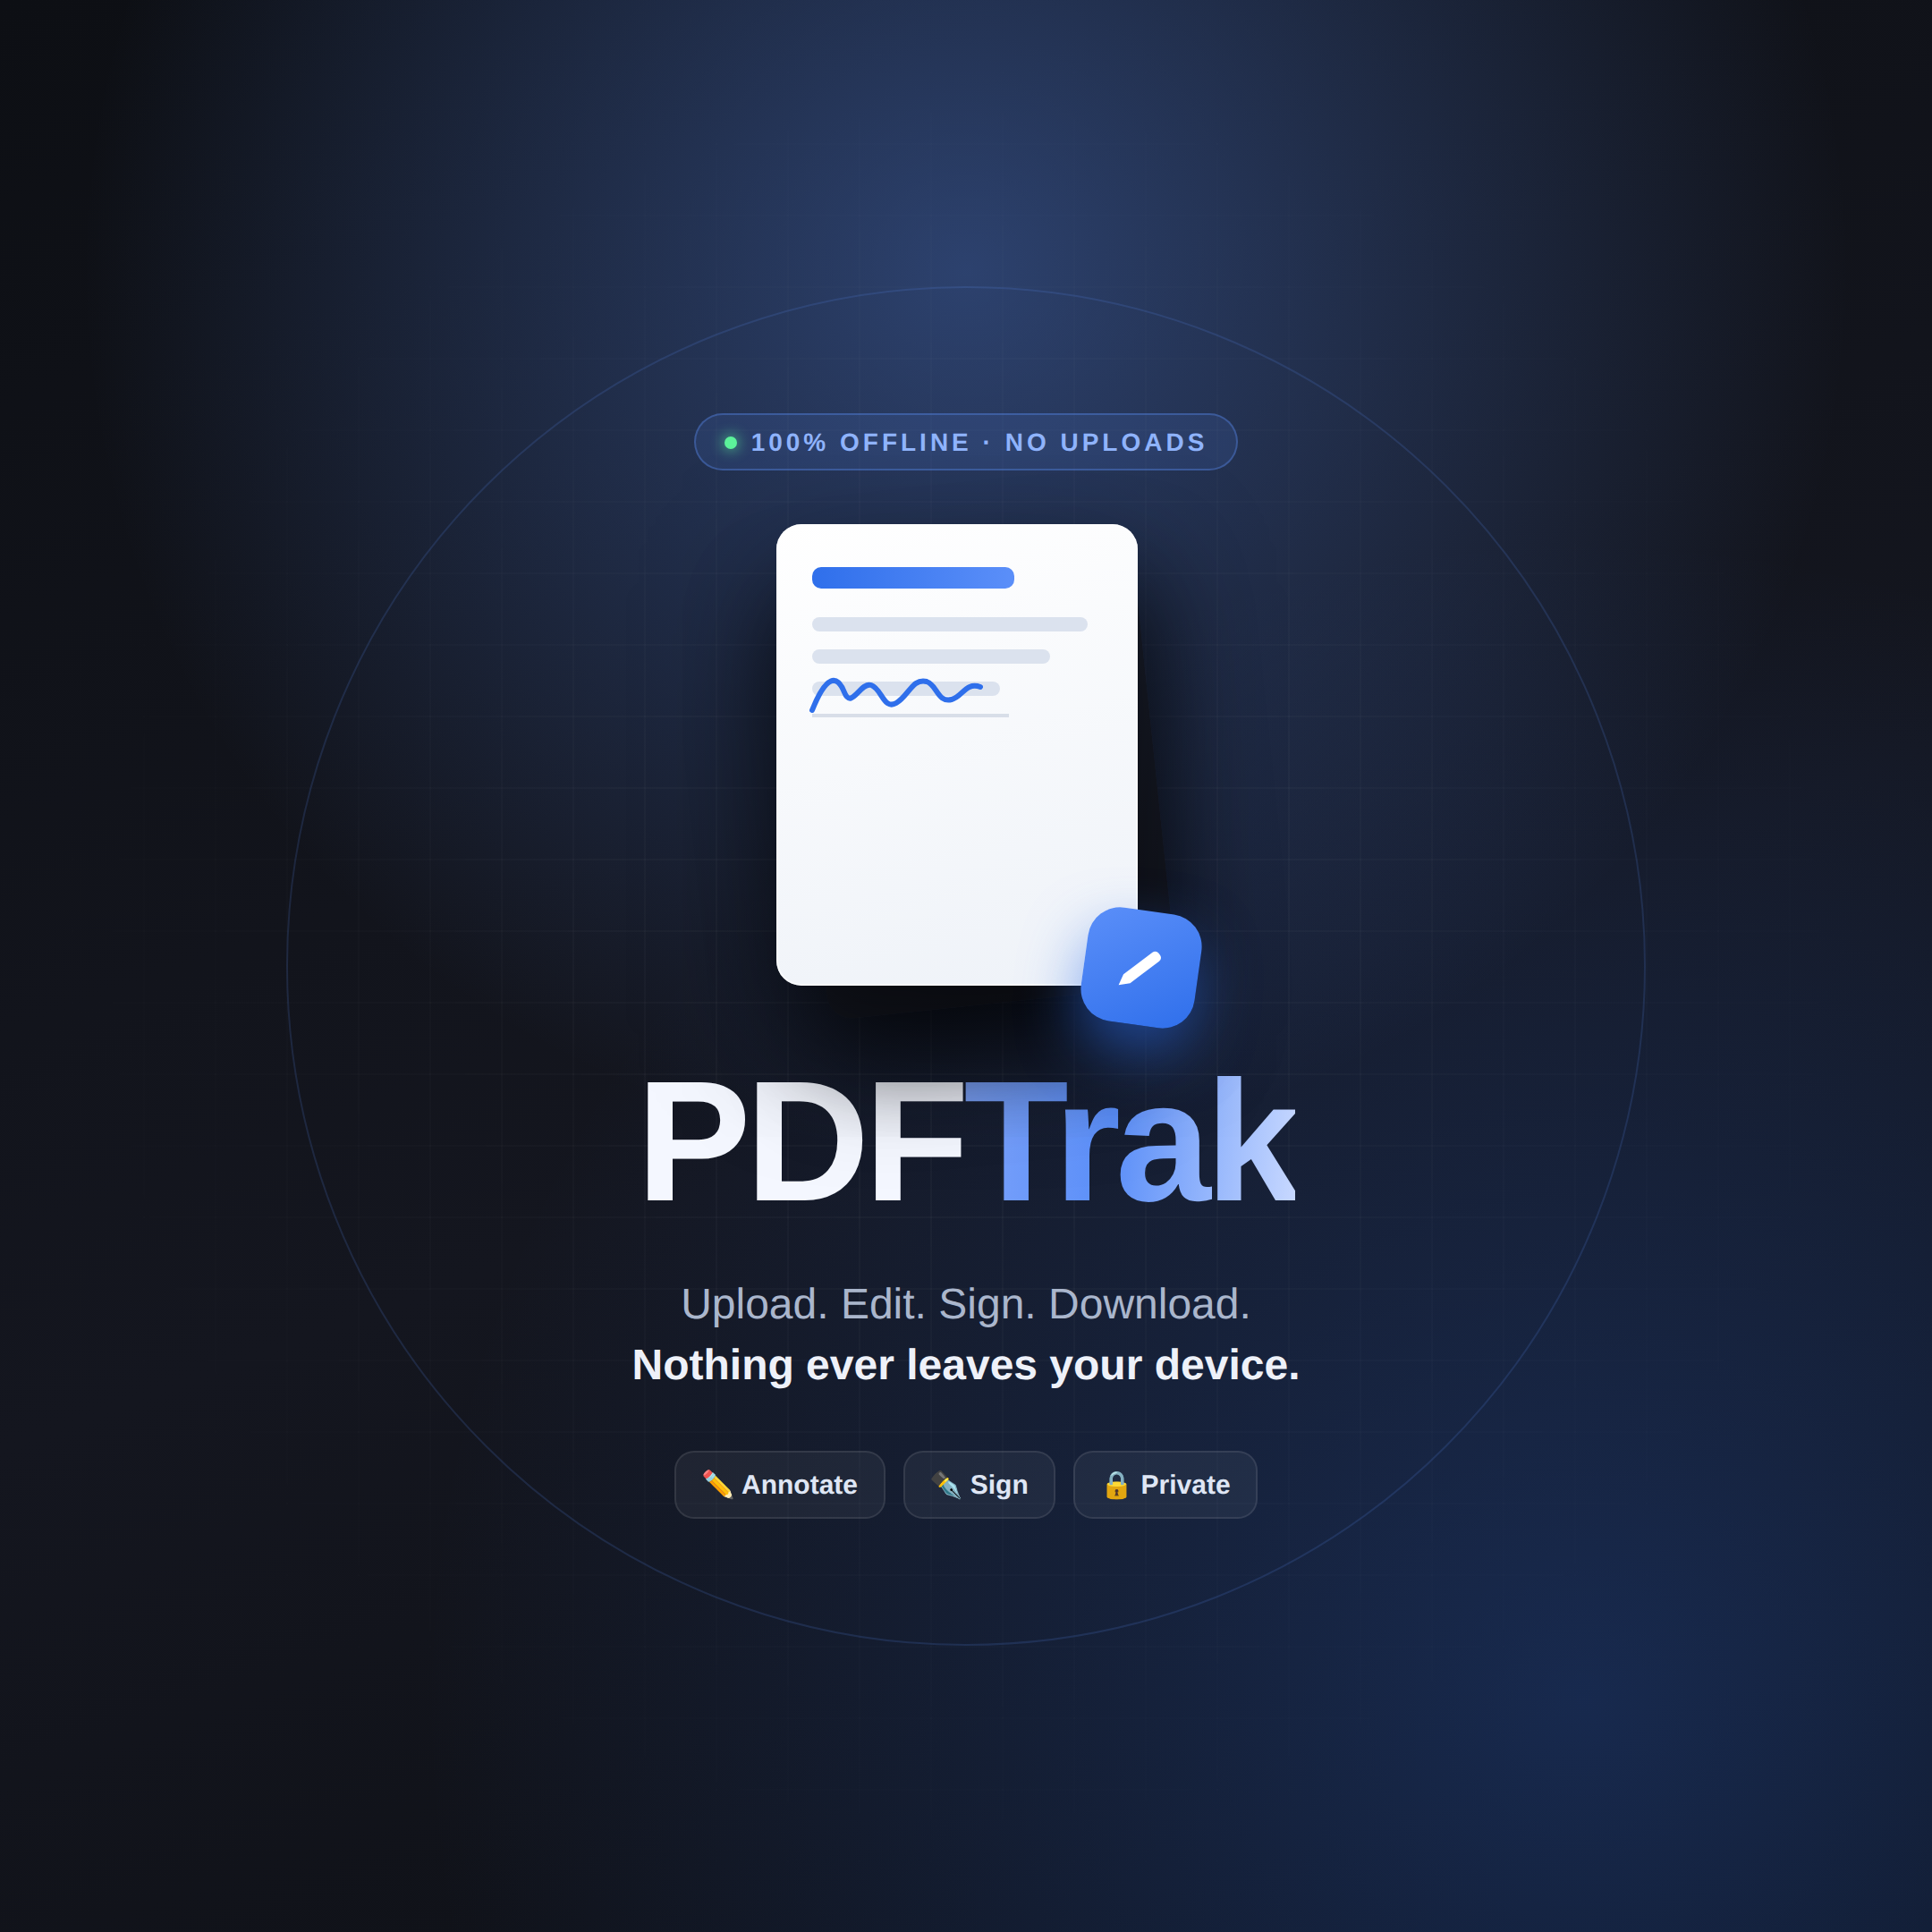 100% OFFLINE · NO UPLOADS
PDFTrak
Upload. Edit. Sign. Download.
Nothing ever leaves your device.
✏️ Annotate ✒️ Sign 🔒 Private